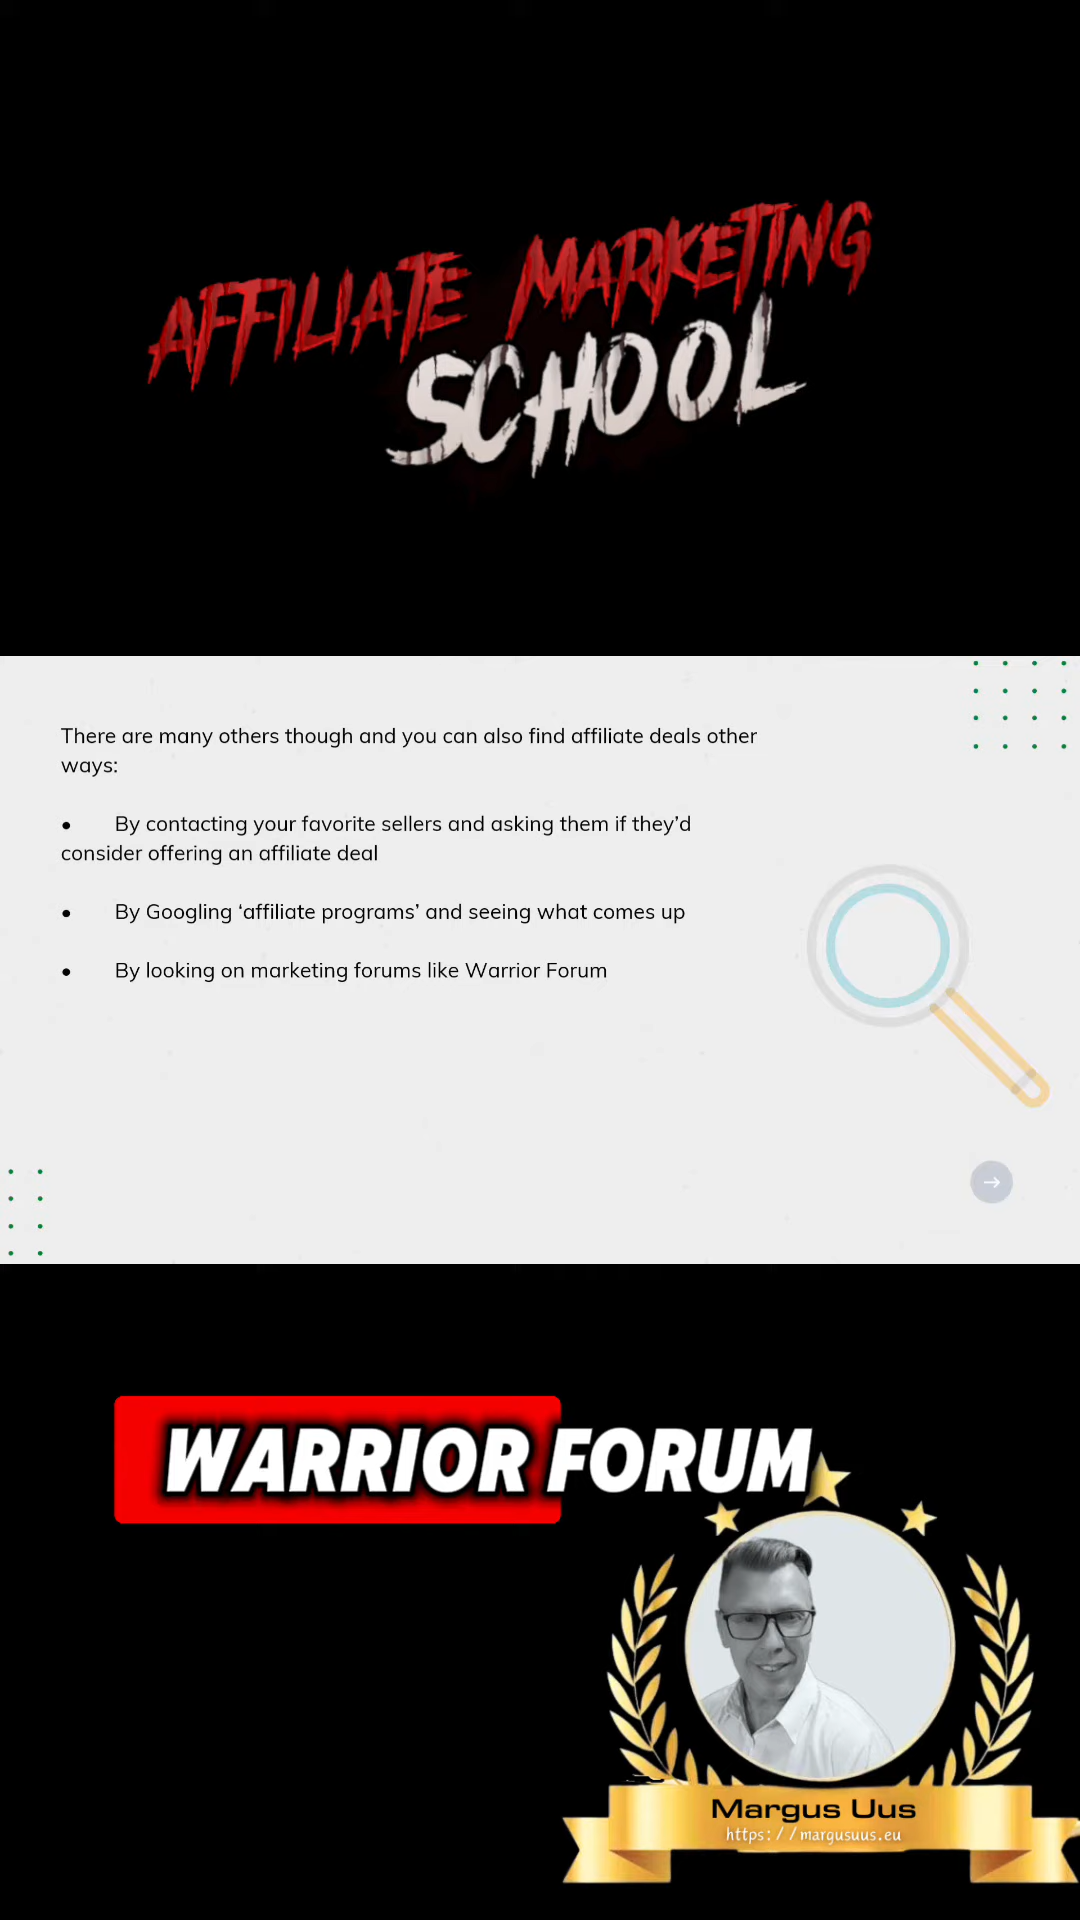 AFFILIATE MARKETING
SCHOOL
There are many others though and you can also find affiliate deals other
ways:
• By contacting your favorite sellers and asking them if they’d
consider offering an affiliate deal
• By Googling ‘affiliate programs’ and seeing what comes up
• By looking on marketing forums like Warrior Forum
WARRIOR FORUM
Margus Uus
https://margusuus.eu